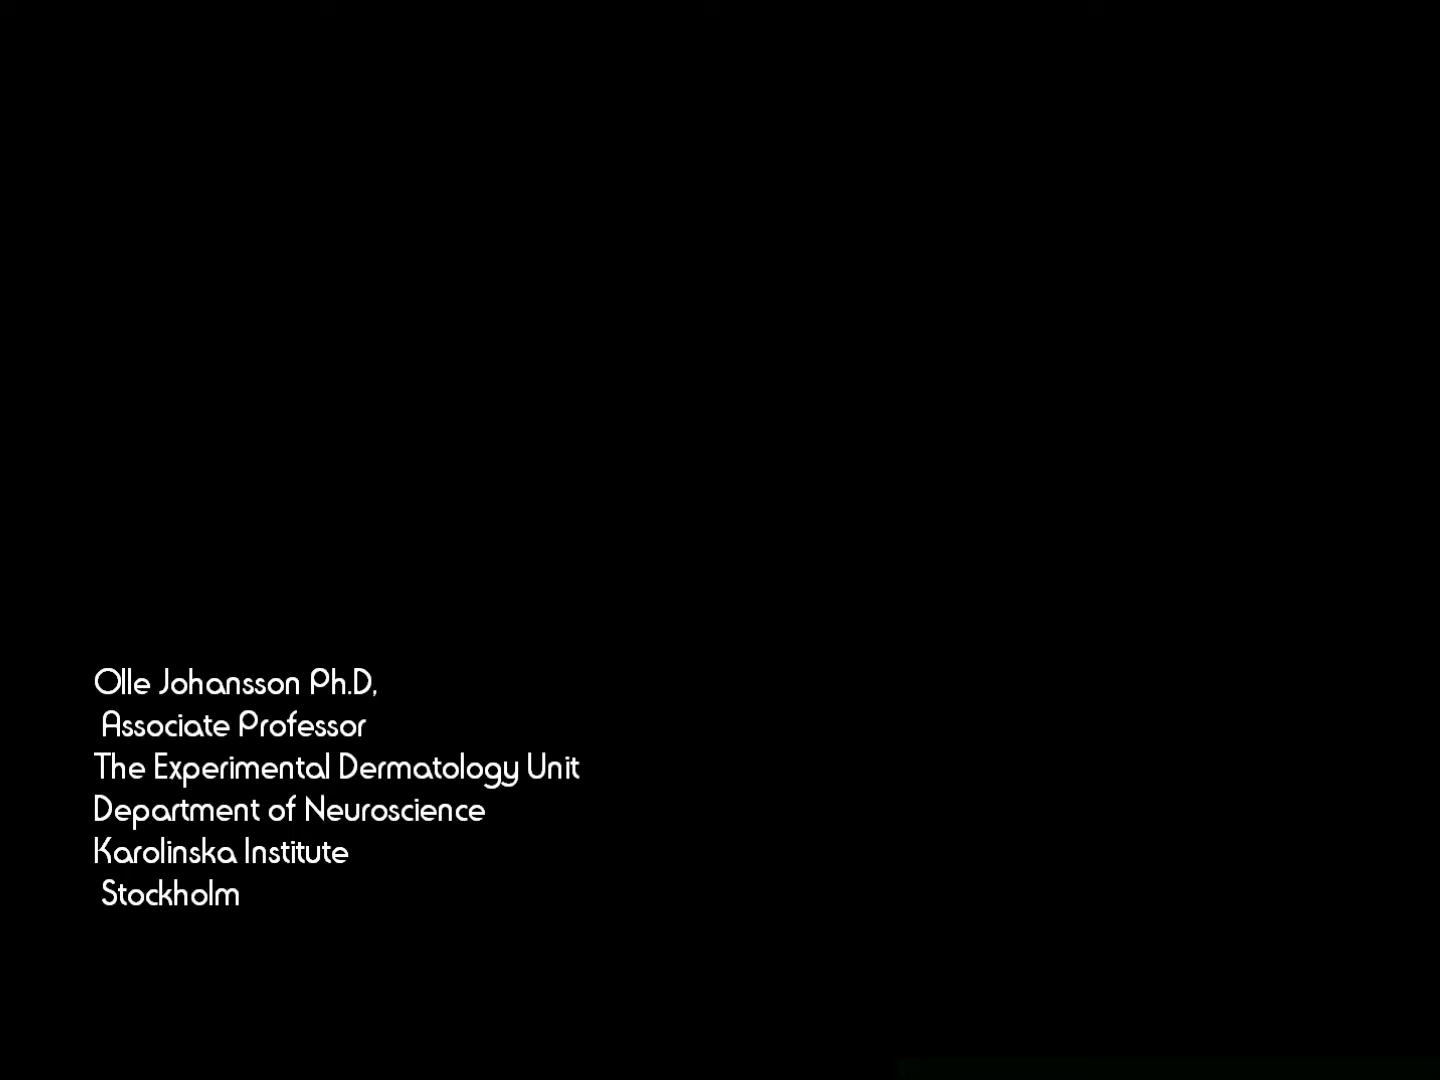 Olle Johansson Ph.D,
Associate Professor
The Experimental Dermatology Unit
Department of Neuroscience
Karolinska Institute
Stockholm